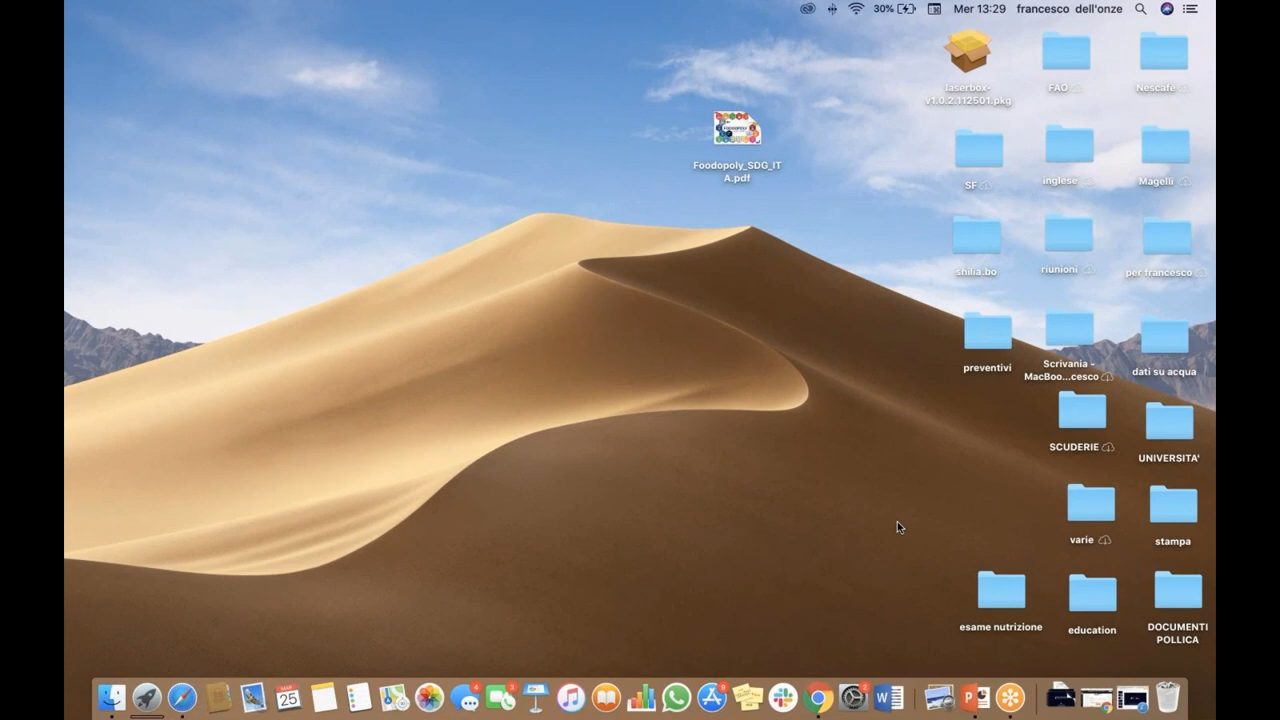 30% Mer 13:29 francesco dell'onze
laserbox-
v1.0.2.112501.pkg
FAO
Nescafè
Foodopoly_SDG_IT
A.pdf
SF
inglese
Magelli
shilia.bo
riunioni
per francesco
preventivi
Scrivania -
MacBoo...cesco
dati su acqua
SCUDERIE
UNIVERSITA'
varie
stampa
esame nutrizione
education
DOCUMENTI
POLLICA
25